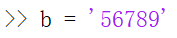 >> b = '56789'